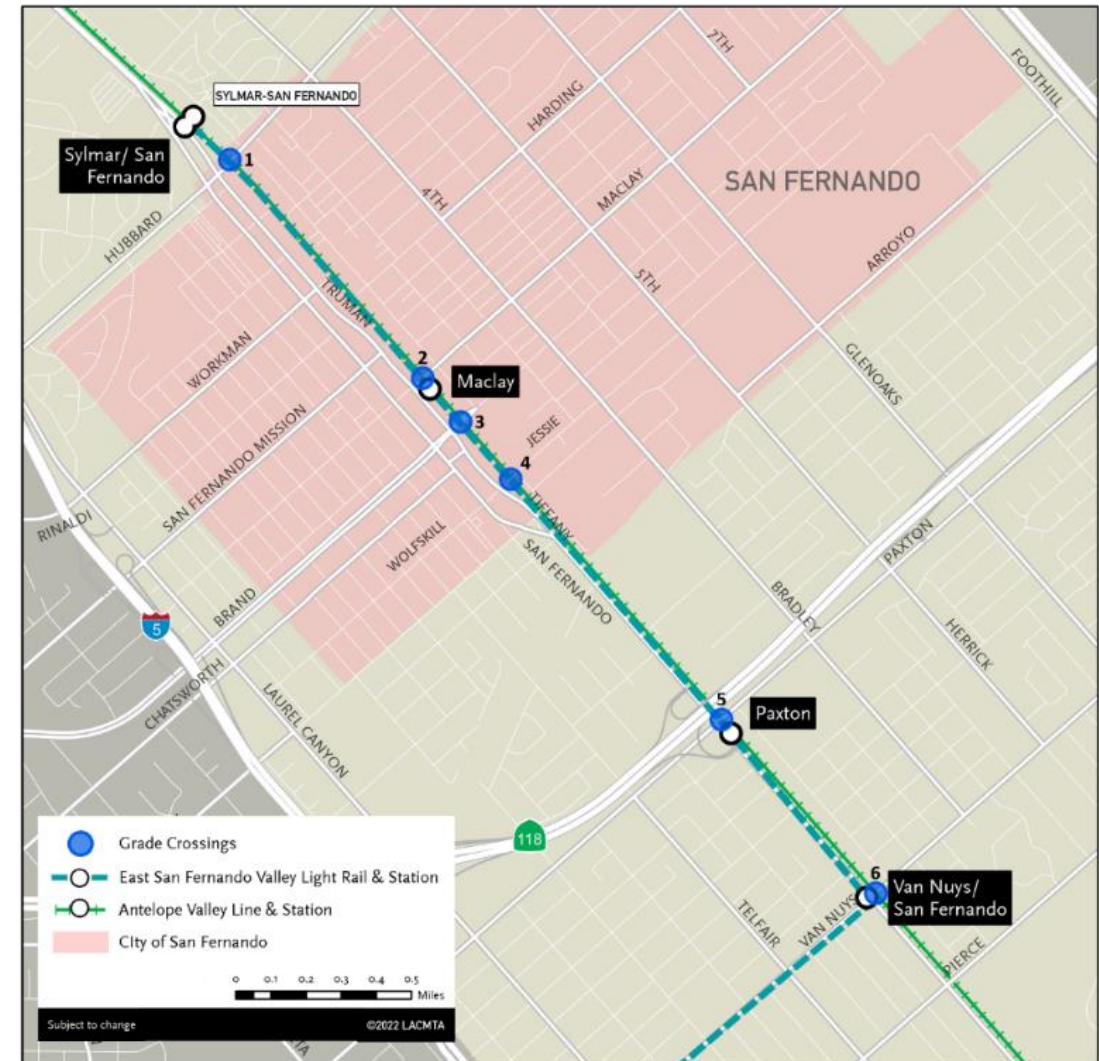 7TH
FOOTHILL
SYLMAR-SAN FERNANDO
HARDING
Sylmar/ San
Fernando
1
4TH
MACLAY
SAN FERNANDO
HUBBARD
ARROYO
TRUMAN
5TH
WORKMAN
GLENOAKS
2
Maclay
SAN FERNANDO MISSION
3
JESSIE
4
RINALDI
TIFFANY
WOLFSKILL
SAN FERNANDO
PAXTON
BRAND
BRADLEY
5
HERRICK
CHATSWORTH
LAUREL CANYON
5
Paxton
118
Grade Crossings
East San Fernando Valley Light Rail & Station
Antelope Valley Line & Station
CIty of San Fernando
6
Van Nuys/
San Fernando
TELFAIR
VAN NUYS
PIERCE
0 0.1 0.2 0.3 0.4 0.5
Miles
Subject to change
©2022 LACMTA